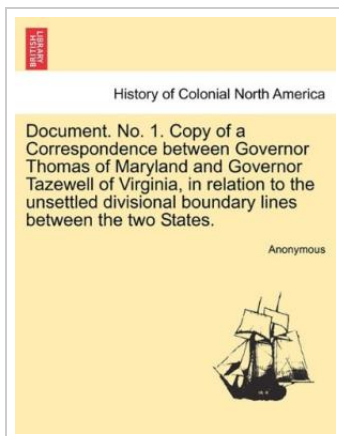 BRITISH
LIBRARY
History of Colonial North America
Document. No. 1. Copy of a
Correspondence between Governor
Thomas of Maryland and Governor
Tazewell of Virginia, in relation to the
unsettled divisional boundary lines
between the two States.
Anonymous